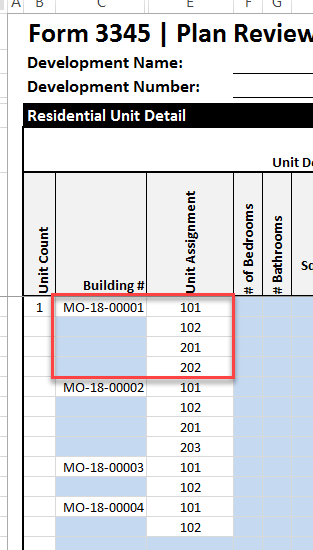 A B C E F G
Form 3345 | Plan Review
Development Name:
Development Number:
Residential Unit Detail
Unit De
Unit Count
Building #
Unit Assignment
# of Bedrooms
# Bathrooms
Sq
1 MO-18-00001 101
102
201
202
MO-18-00002 101
102
201
203
MO-18-00003 101
102
MO-18-00004 101
102